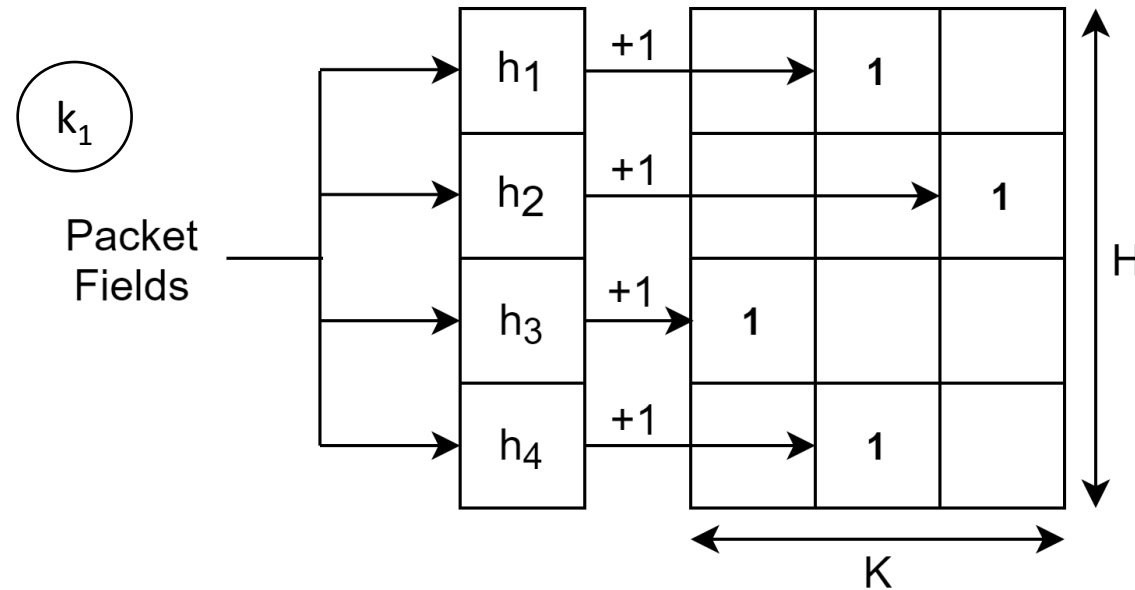 k₁
Packet
Fields
h₁ +1 1
h₂ +1 1
h₃ +1 1
h₄ +1 1
H
K